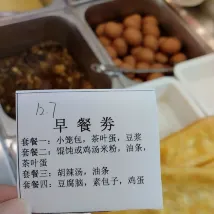 127
早餐券
套餐一：小笼包，茶叶蛋，豆浆
套餐二：馄饨或鸡汤米粉，油条，
茶叶蛋
套餐三：胡辣汤，油条
套餐四：豆腐脑，素包子，鸡蛋